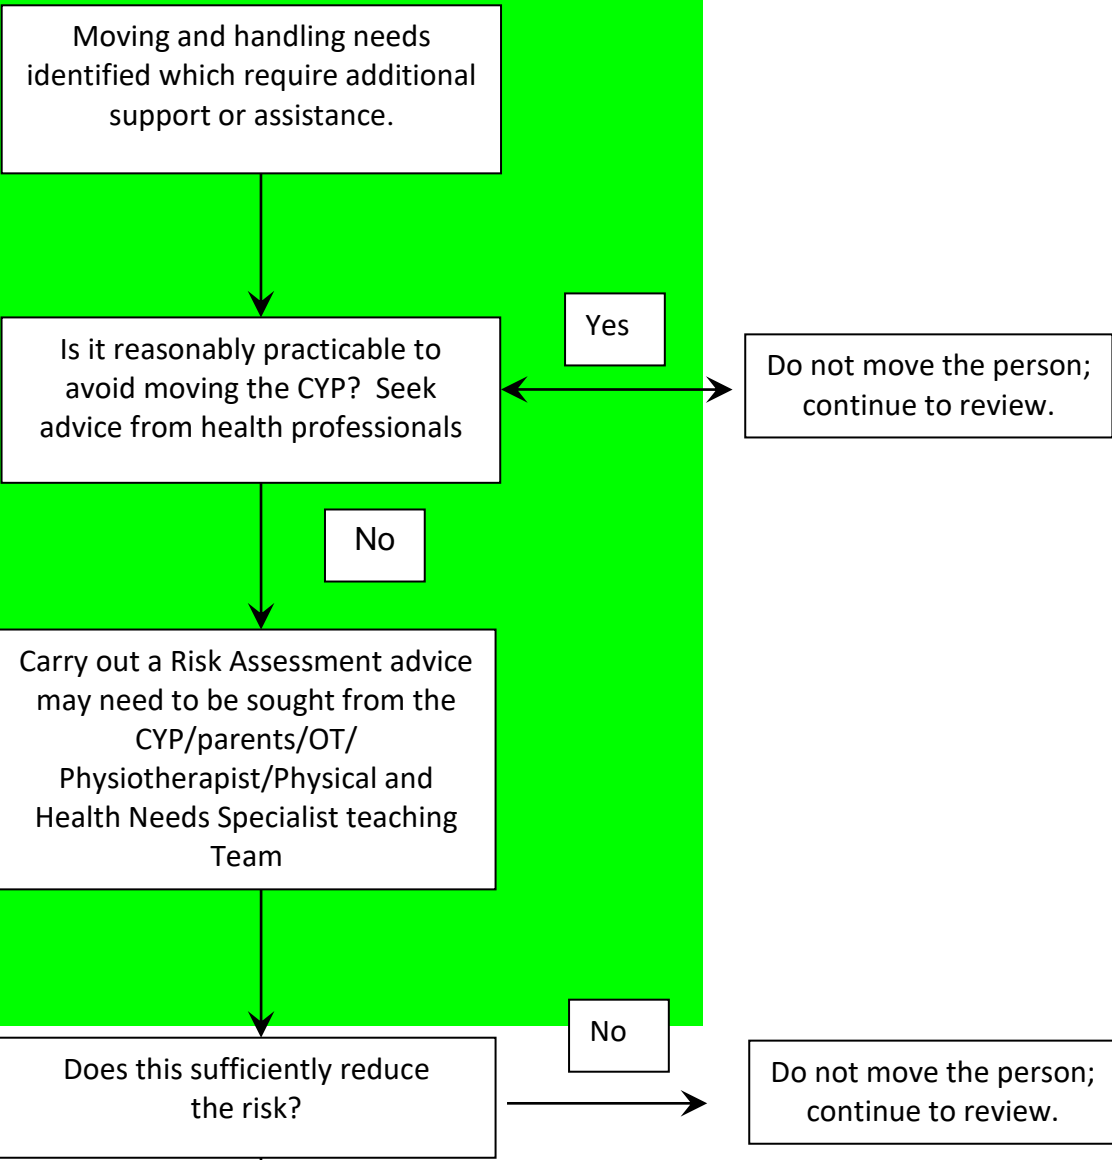 Moving and handling needs
identified which require additional
support or assistance.
Yes
Is it reasonably practicable to
avoid moving the CYP? Seek
advice from health professionals
Do not move the person;
continue to review.
No
Carry out a Risk Assessment advice
may need to be sought from the
CYP/parents/OT/
Physiotherapist/Physical and
Health Needs Specialist teaching
Team
No
Does this sufficiently reduce
the risk?
Do not move the person;
continue to review.